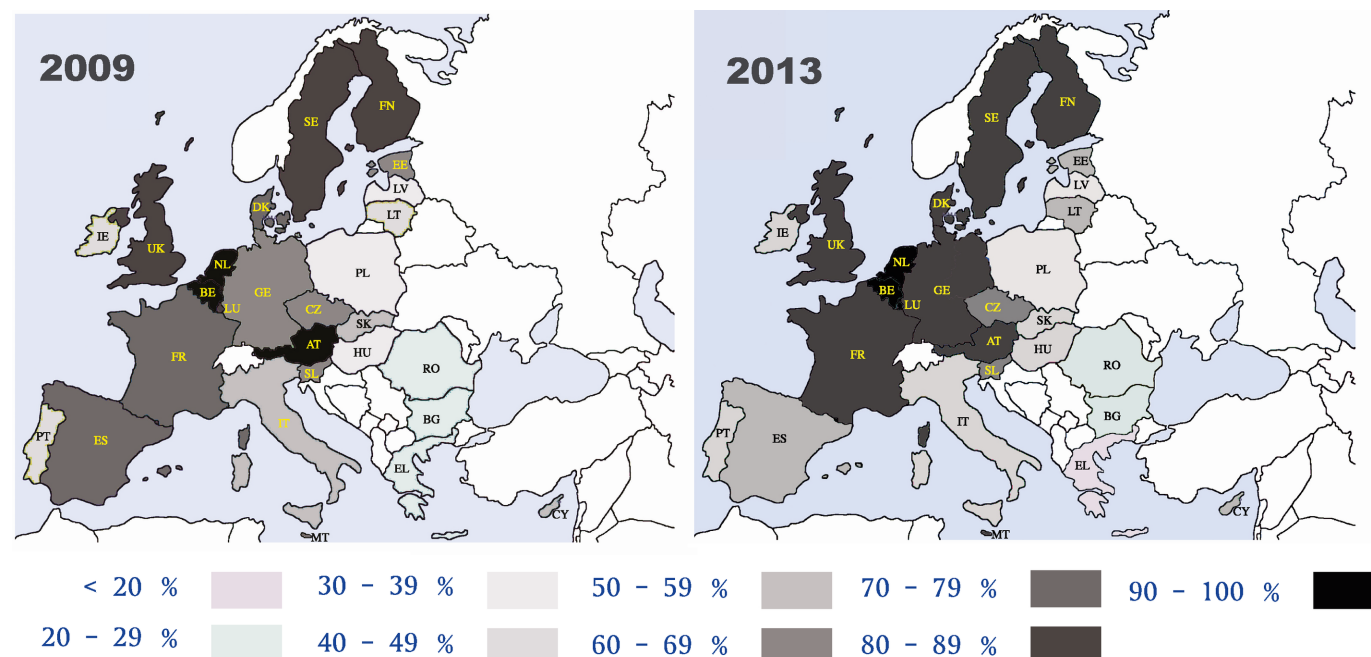 2009
FN
SE
EE
LV
DK
LT
IE
UK
NL
PL
BE
GE
LU
CZ
SK
AT
HU
FR
RO
SL
BG
IT
PT
ES
EL
CY
MT
2013
FN
SE
EE
LV
DK
LT
IE
UK
NL
PL
BE
GE
LU
CZ
SK
AT
HU
FR
RO
SL
BG
IT
PT
ES
EL
CY
MT
< 20 % 30 - 39 % 50 - 59 % 70 - 79 % 90 - 100 %
20 - 29 % 40 - 49 % 60 - 69 % 80 - 89 %